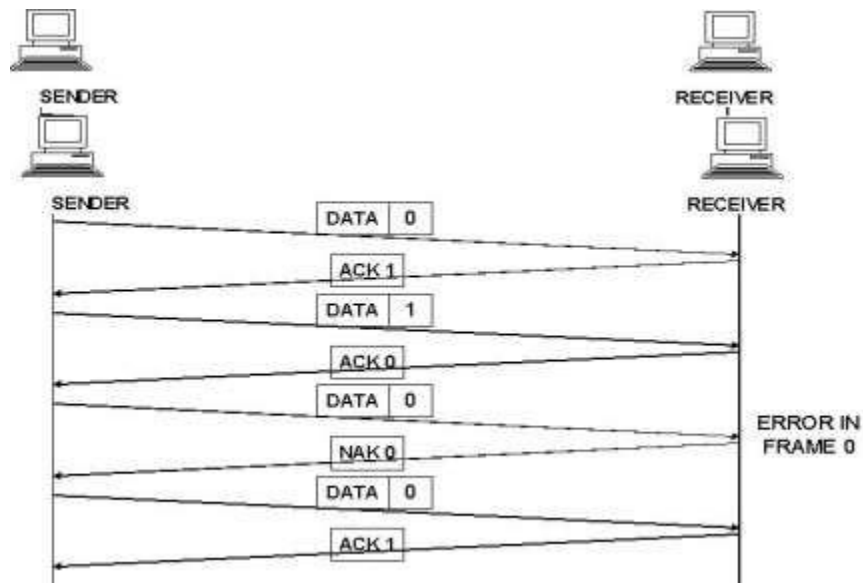 SENDER
RECEIVER
SENDER
RECEIVER
DATA 0
ACK 1
DATA 1
ACK 0
DATA 0
ERROR IN
FRAME 0
NAK 0
DATA 0
ACK 1